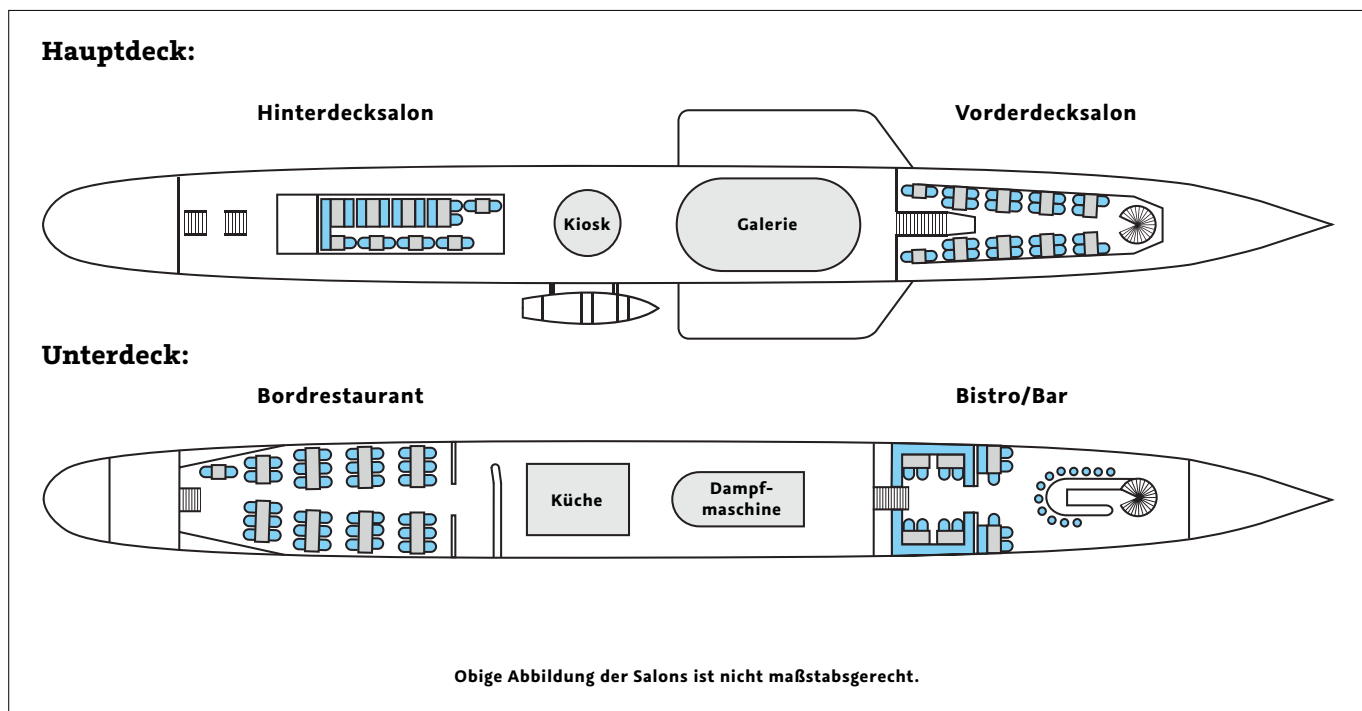 Hauptdeck:
Hinterdecksalon
Vorderdecksalon
Kiosk
Galerie
Unterdeck:
Bordrestaurant
Bistro/Bar
Küche
Dampf-
maschine
Obige Abbildung der Salons ist nicht maßstabsgerecht.